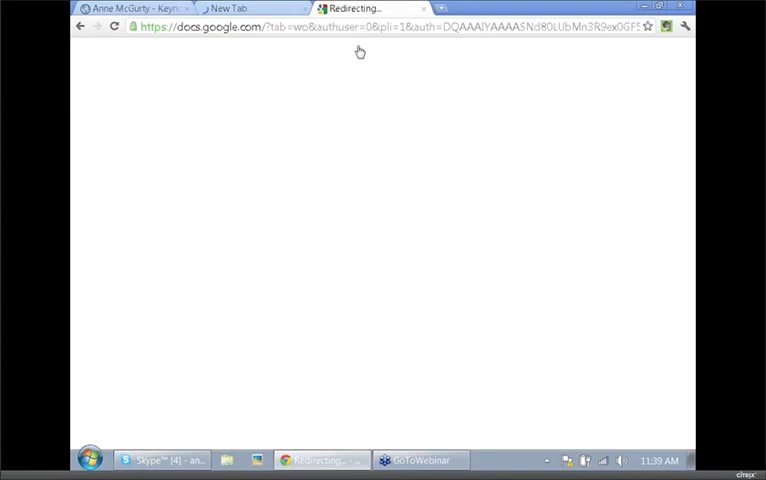 Anne McGurty - Keyn
New Tab
Redirecting...
https://docs.google.com/?tab=wo&authuser=0&pli=1&auth=
Skype™ [4] - an...
Redirecting... - ...
GoToWebinar
11:39 AM
citrix